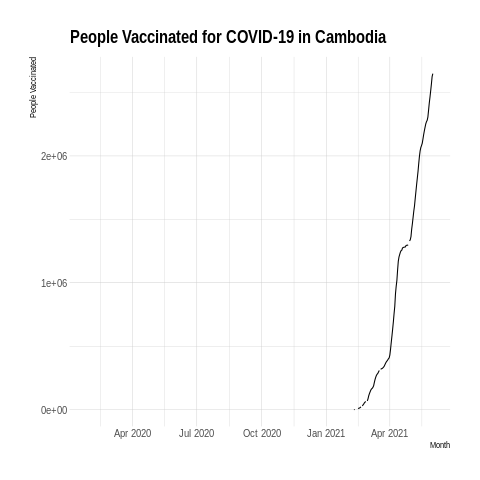 People Vaccinated for COVID-19 in Cambodia
People Vaccinated
2e+06
1e+06
0e+00
Apr 2020 Jul 2020 Oct 2020 Jan 2021 Apr 2021
Month